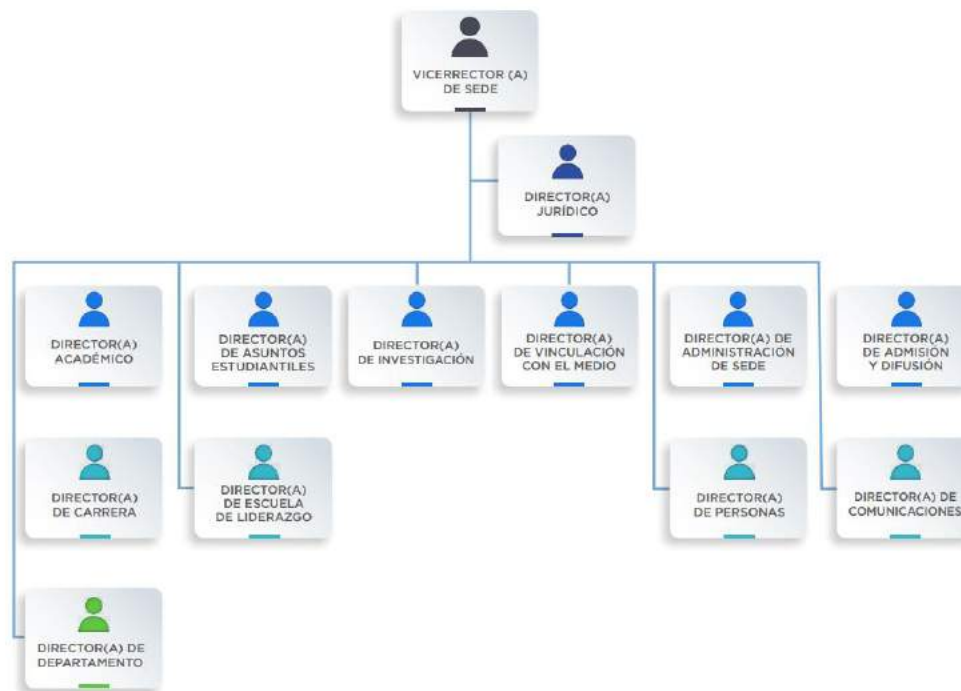 VICERRECTOR (A)
DE SEDE
DIRECTOR(A)
JURÍDICO
DIRECTOR(A)
ACADÉMICO
DIRECTOR(A)
DE ASUNTOS
ESTUDIANTILES
DIRECTOR(A)
DE INVESTIGACIÓN
DIRECTOR(A)
DE VINCULACIÓN
CON EL MEDIO
DIRECTOR(A) DE
ADMINISTRACIÓN
DE SEDE
DIRECTOR(A)
DE ADMISIÓN
Y DIFUSIÓN
DIRECTOR(A)
DE CARRERA
DIRECTOR(A)
DE ESCUELA
DE LIDERAZGO
DIRECTOR(A)
DE PERSONAS
DIRECTOR(A) DE
COMUNICACIONES
DIRECTOR(A) DE
DEPARTAMENTO